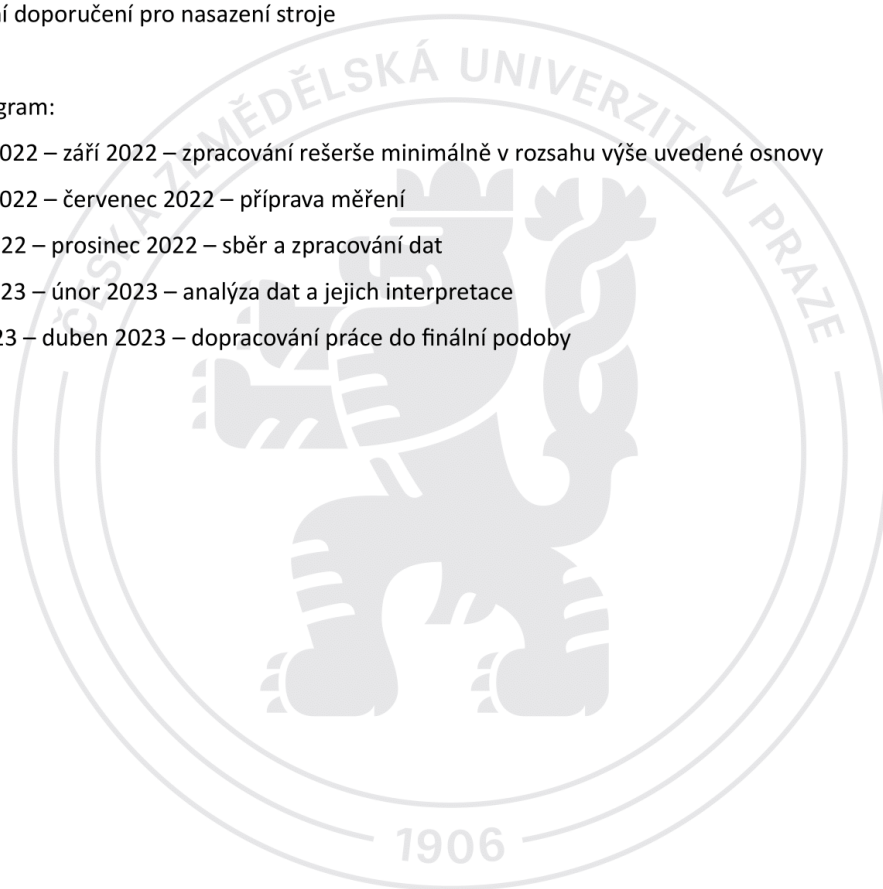 í doporučení pro nasazení stroje
gram:
022 – září 2022 – zpracování rešerše minimálně v rozsahu výše uvedené osnovy
022 – červenec 2022 – příprava měření
22 – prosinec 2022 – sběr a zpracování dat
23 – únor 2023 – analýza dat a jejich interpretace
23 – duben 2023 – dopracování práce do finální podoby
ČESKÁ ZEMĚDĚLSKÁ UNIVERZITA V PRAZE
1906